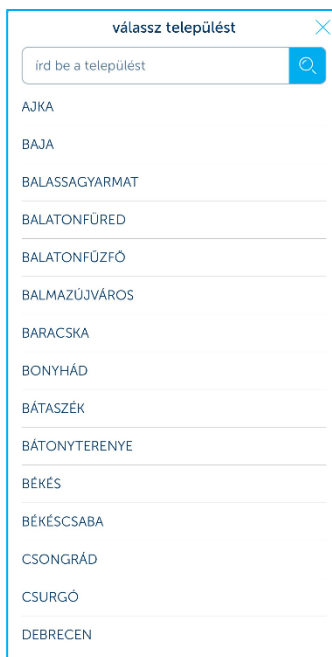 válassz települést
írd be a települést
AJKA
BAJA
BALASSAGYARMAT
BALATONFÜRED
BALATONFŰZFŐ
BALMAZÚJVÁROS
BARACSKA
BONYHÁD
BÁTASZÉK
BÁTONYTERENYE
BÉKÉS
BÉKÉSCSABA
CSONGRÁD
CSURGÓ
DEBRECEN